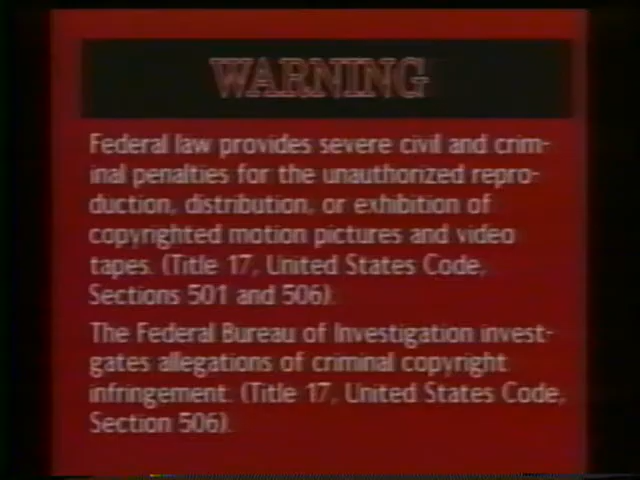 WARNING
Federal law provides severe civil and crim-
inal penalties for the unauthorized repro-
duction, distribution, or exhibition of
copyrighted motion pictures and video
tapes. (Title 17, United States Code,
Sections 501 and 506).
The Federal Bureau of Investigation invest-
gates allegations of criminal copyright
infringement. (Title 17, United States Code,
Section 506).